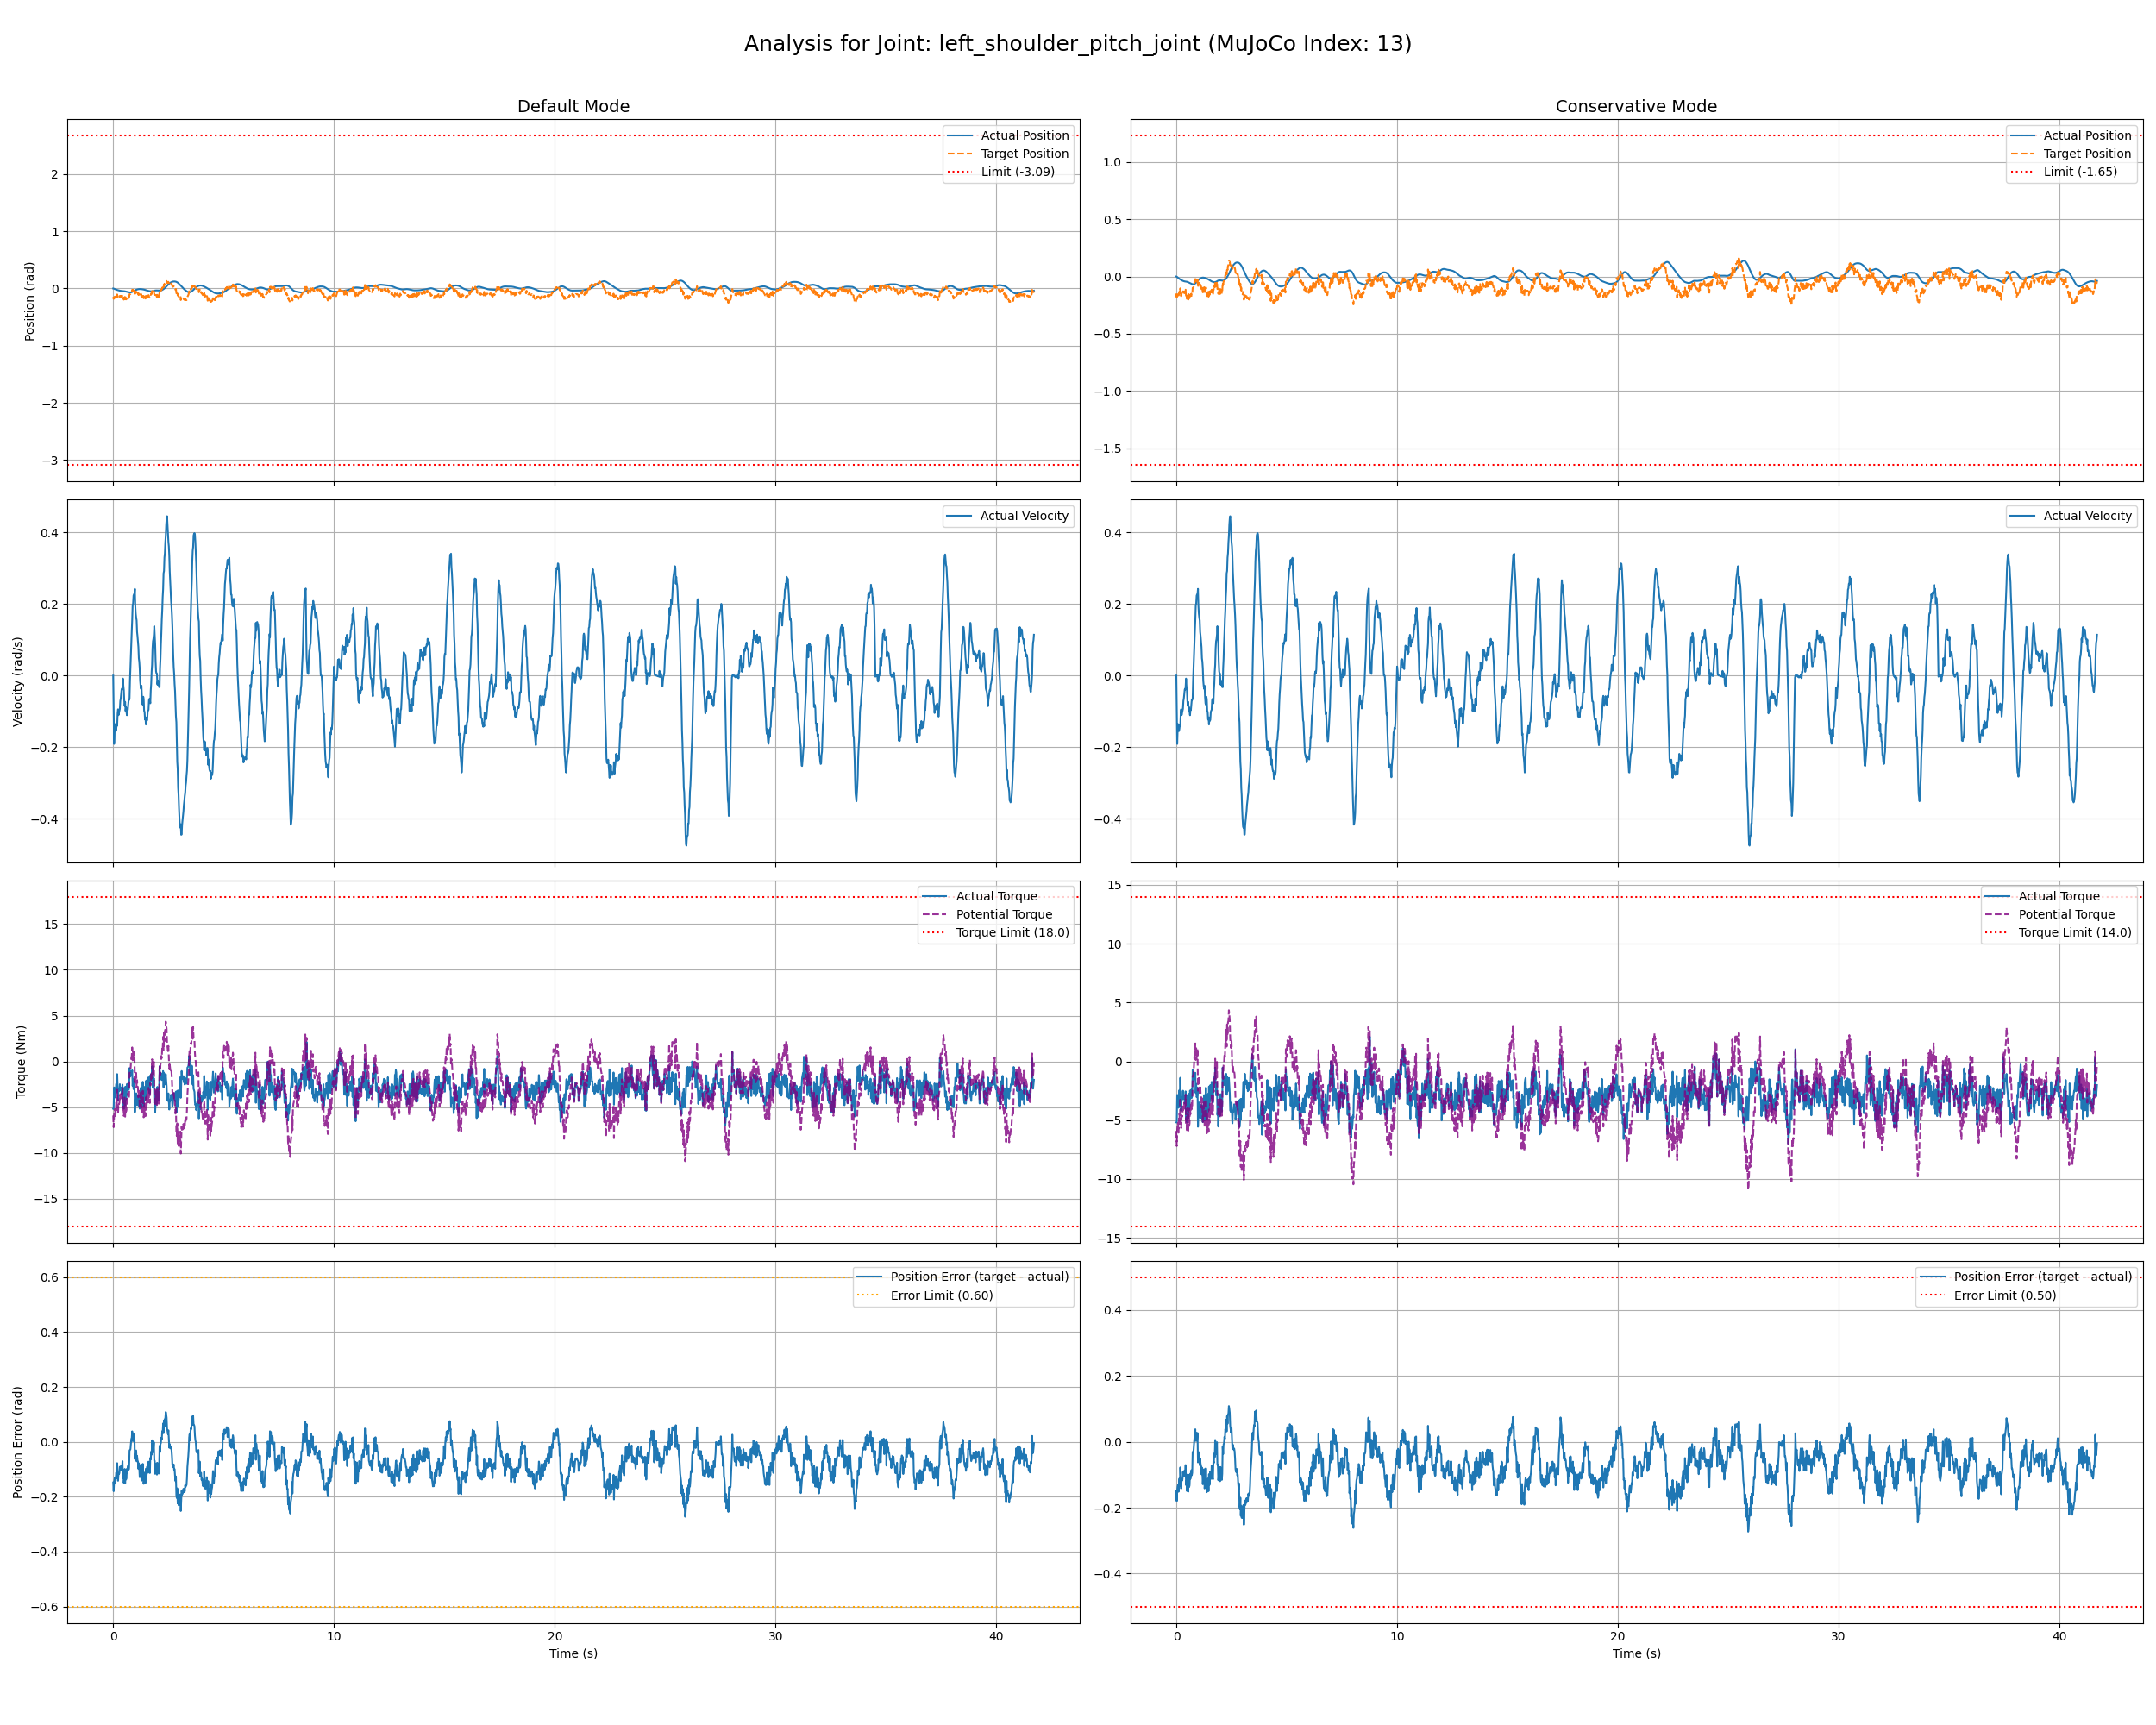 Analysis for Joint: left_shoulder_pitch_joint (MuJoCo Index: 13)
Default Mode
Actual Position
Target Position
Limit (-3.09)
2
1
0
−1
−2
−3
Position (rad)
Conservative Mode
Actual Position
Target Position
Limit (-1.65)
1.0
0.5
0.0
−0.5
−1.0
−1.5
Actual Velocity
0.4
0.2
0.0
−0.2
−0.4
Velocity (rad/s)
Actual Velocity
0.4
0.2
0.0
−0.2
−0.4
Actual Torque
Potential Torque
Torque Limit (18.0)
15
10
5
0
−5
−10
−15
Torque (Nm)
Actual Torque
Potential Torque
Torque Limit (14.0)
15
10
5
0
−5
−10
−15
Position Error (target - actual)
Error Limit (0.60)
0.6
0.4
0.2
0.0
−0.2
−0.4
−0.6
Position Error (rad)
0 10 20 30 40
Time (s)
Position Error (target - actual)
Error Limit (0.50)
0.4
0.2
0.0
−0.2
−0.4
0 10 20 30 40
Time (s)